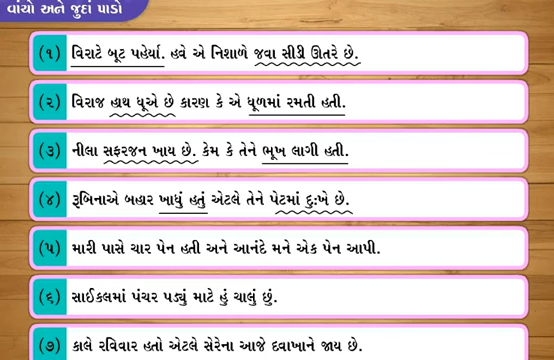 વાંચો અને જુદાં પાડો
(૧) વિરાટે બૂટ પહેર્યા. હવે એ નિશાળે જવા સીડી ઊતરે છે.
(૨) વિરાજ હાથ ધૂએ છે કારણ કે એ ધૂળમાં રમતી હતી.
(૩) નીલા સફરજન ખાય છે. કેમ કે તેને ભૂખ લાગી હતી.
(૪) રૂબિનાએ બહાર ખાધું હતું એટલે તેને પેટમાં દુઃખે છે.
(૫) મારી પાસે ચાર પેન હતી અને આનંદે મને એક પેન આપી.
(૬) સાઈકલમાં પંચર પડ્યું માટે હું ચાલું છું.
(૭) કાલે રવિવાર હતો એટલે સેરેના આજે દવાખાને જાય છે.